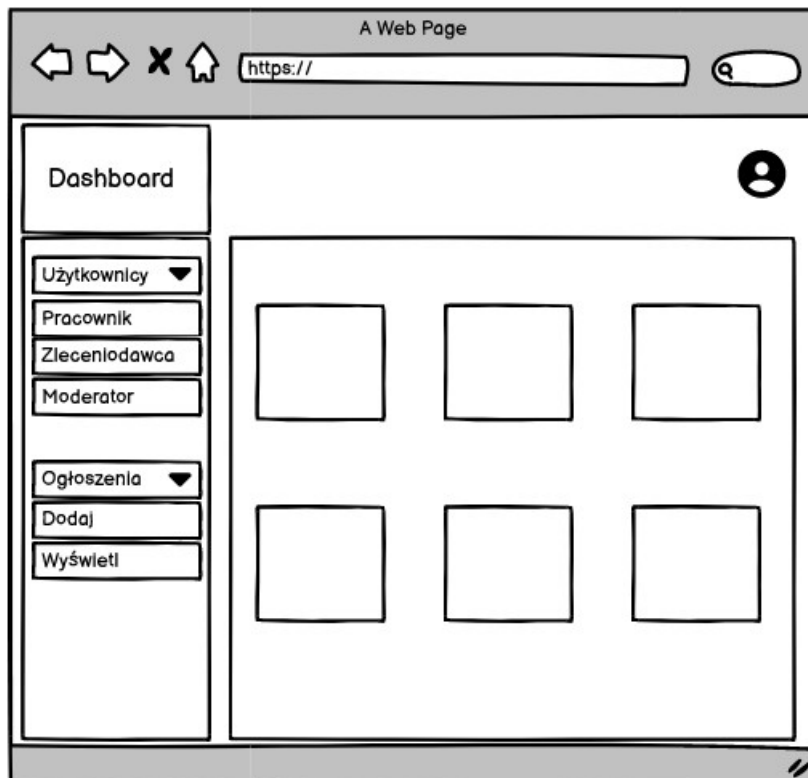 A Web Page
https://
Dashboard
Użytkownicy
Pracownik
Zleceniodawca
Moderator
Ogłoszenia
Dodaj
Wyświetl